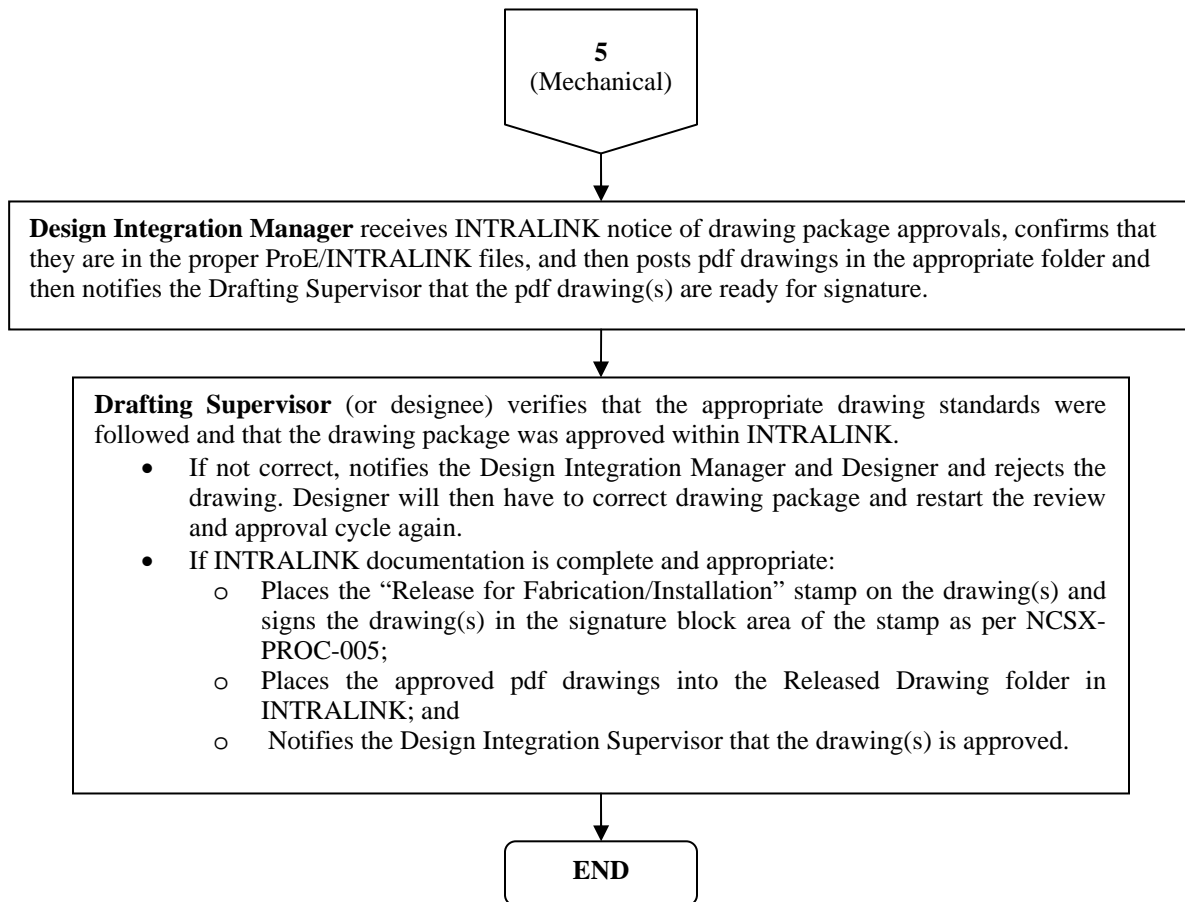 5
(Mechanical)
Design Integration Manager receives INTRALINK notice of drawing package approvals, confirms that
they are in the proper ProE/INTRALINK files, and then posts pdf drawings in the appropriate folder and
then notifies the Drafting Supervisor that the pdf drawing(s) are ready for signature.
Drafting Supervisor (or designee) verifies that the appropriate drawing standards were
followed and that the drawing package was approved within INTRALINK.
• If not correct, notifies the Design Integration Manager and Designer and rejects the
drawing. Designer will then have to correct drawing package and restart the review
and approval cycle again.
• If INTRALINK documentation is complete and appropriate:
o Places the “Release for Fabrication/Installation” stamp on the drawing(s) and
signs the drawing(s) in the signature block area of the stamp as per NCSX-
PROC-005;
o Places the approved pdf drawings into the Released Drawing folder in
INTRALINK; and
o Notifies the Design Integration Supervisor that the drawing(s) is approved.
END